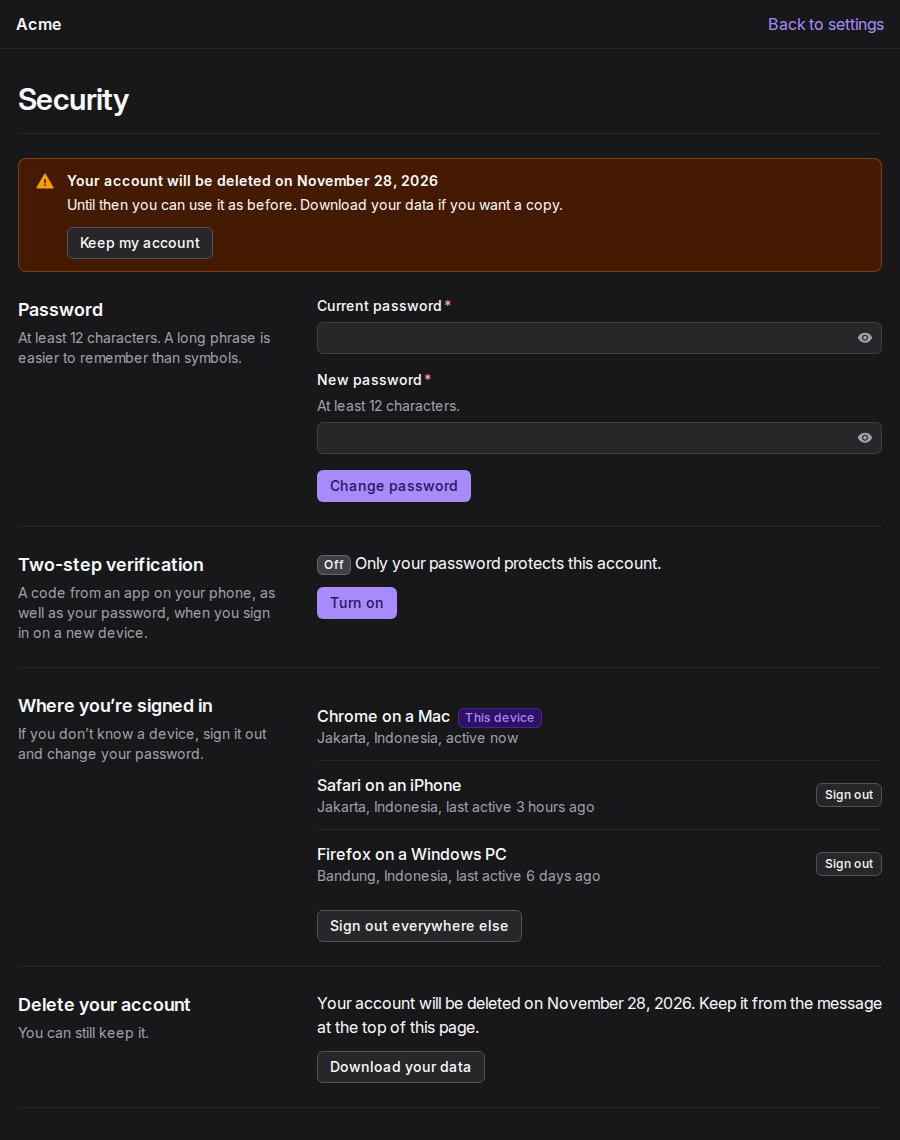 Acme
Back to settings
Security
Your account will be deleted on November 28, 2026
Until then you can use it as before. Download your data if you want a copy.
Keep my account
Password
At least 12 characters. A long phrase is
easier to remember than symbols.
Current password*
New password*
At least 12 characters.
Change password
Two-step verification
A code from an app on your phone, as
well as your password, when you sign
in on a new device.
Off Only your password protects this account.
Turn on
Where you’re signed in
If you don’t know a device, sign it out
and change your password.
Chrome on a Mac This device
Jakarta, Indonesia, active now
Safari on an iPhone
Jakarta, Indonesia, last active 3 hours ago
Sign out
Firefox on a Windows PC
Bandung, Indonesia, last active 6 days ago
Sign out
Sign out everywhere else
Delete your account
You can still keep it.
Your account will be deleted on November 28, 2026. Keep it from the message
at the top of this page.
Download your data